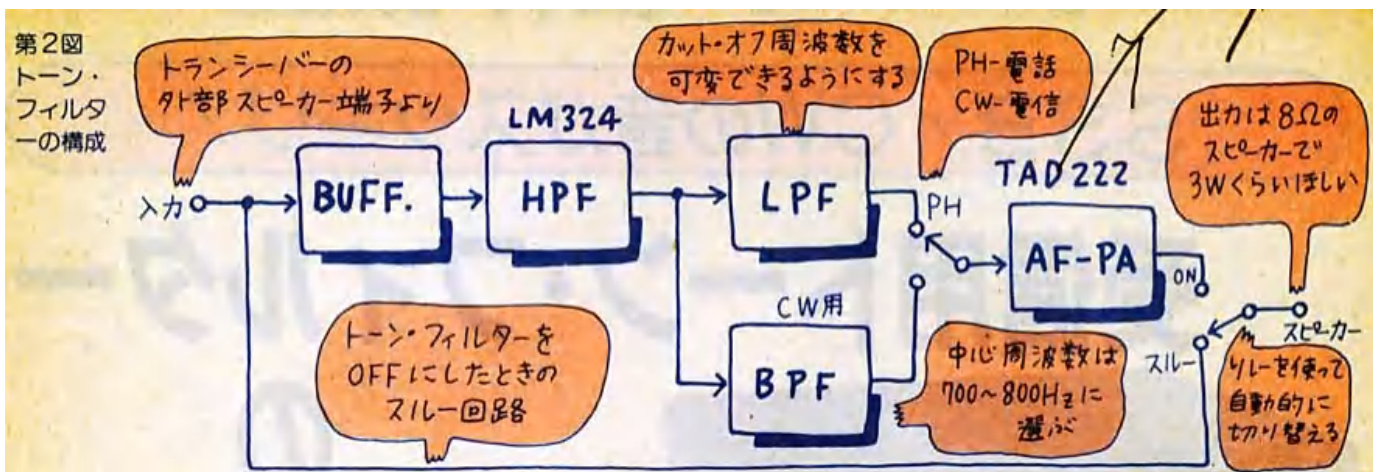 第2図
トーン・
フィルタ
ーの構成
トランシーバーの
外部スピーカー端子より
カット・オフ周波数を
可変できるようにする
PH-電話
CW-電信
出力は8Ωの
スピーカーで
3Wくらいほしい
LM324
TAD222
入力
BUFF.
HPF
LPF
PH
AF-PA
ON
CW用
BPF
スルー
スピーカー
トーン・フィルターを
OFFにしたときの
スルー回路
中心周波数は
700~800Hzに
選ぶ
リレーを使って
自動的に
切り替える